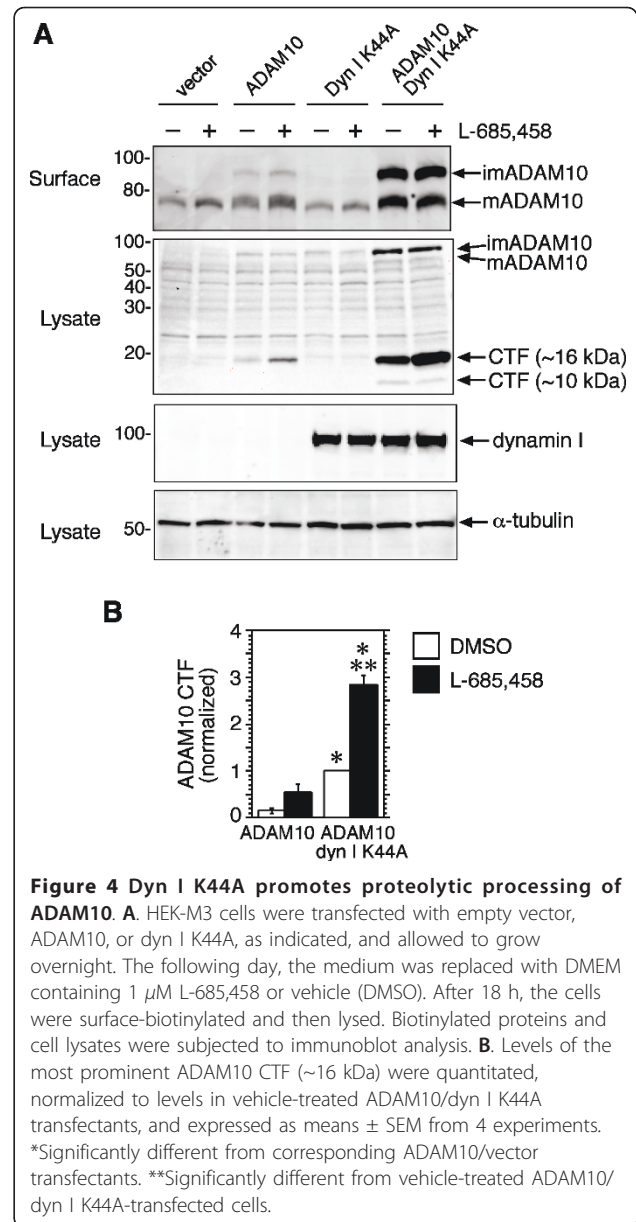 A
vector
ADAM10
Dyn I K44A
ADAM10
Dyn I K44A
− + − + − + − + L-685,458
Surface
100-
80-
imADAM10
mADAM10
Lysate
100-
50-
40-
30-
20-
imADAM10
mADAM10
CTF (~16 kDa)
CTF (~10 kDa)
Lysate
100-
dynamin I
Lysate
50-
α-tubulin
B
ADAM10 CTF
(normalized)
4
3
2
1
0
*
*
**
ADAM10
ADAM10
dyn I K44A
DMSO
L-685,458
Figure 4 Dyn I K44A promotes proteolytic processing of
ADAM10. A. HEK-M3 cells were transfected with empty vector,
ADAM10, or dyn I K44A, as indicated, and allowed to grow
overnight. The following day, the medium was replaced with DMEM
containing 1 μM L-685,458 or vehicle (DMSO). After 18 h, the cells
were surface-biotinylated and then lysed. Biotinylated proteins and
cell lysates were subjected to immunoblot analysis. B. Levels of the
most prominent ADAM10 CTF (~16 kDa) were quantitated,
normalized to levels in vehicle-treated ADAM10/dyn I K44A
transfectants, and expressed as means ± SEM from 4 experiments.
*Significantly different from corresponding ADAM10/vector
transfectants. **Significantly different from vehicle-treated ADAM10/
dyn I K44A-transfected cells.